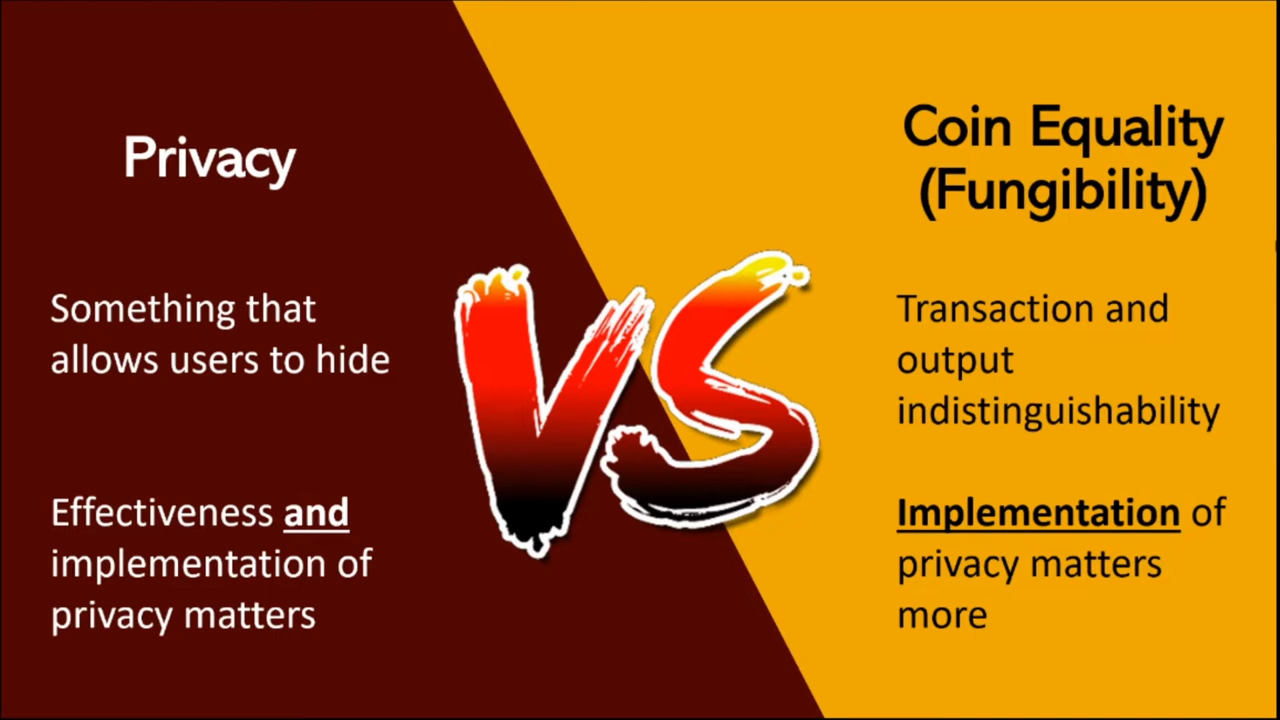 Privacy
Something that
allows users to hide
Effectiveness and
implementation of
privacy matters
VS
Coin Equality
(Fungibility)
Transaction and
output
indistinguishability
Implementation of
privacy matters
more